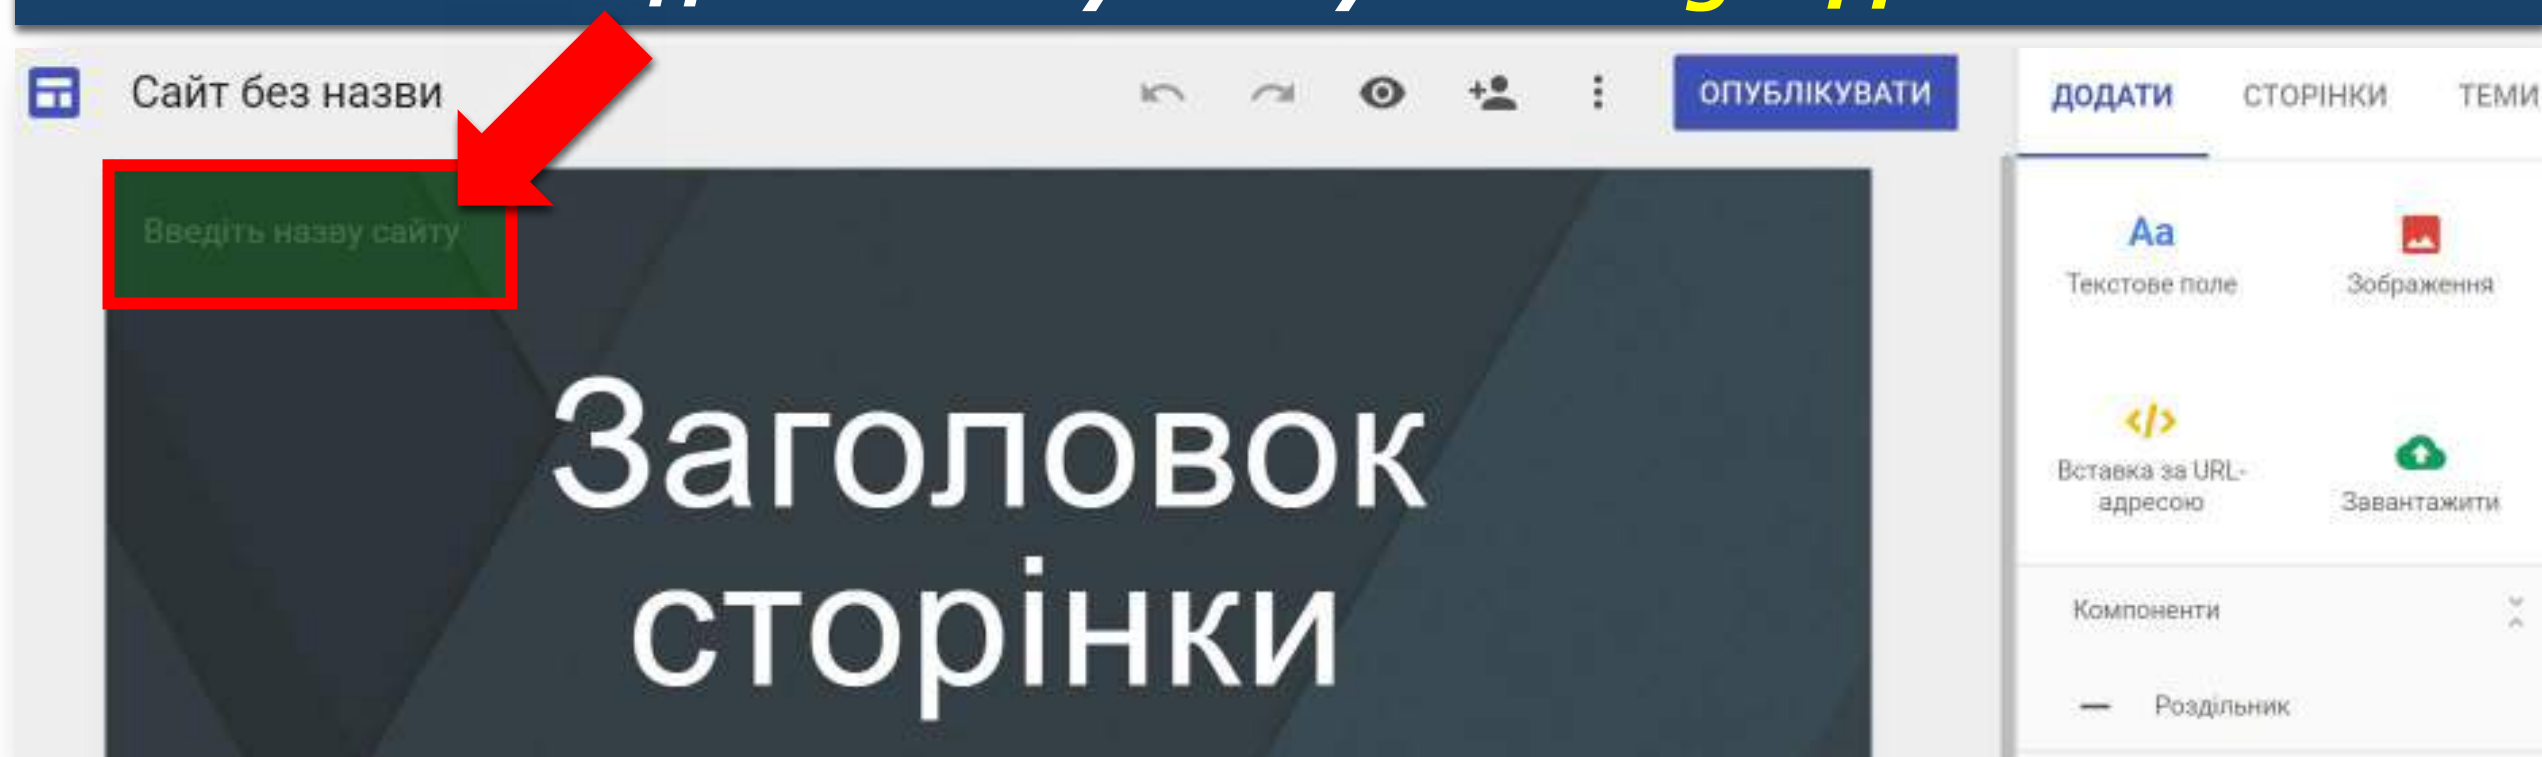 Сайт без назви
ОПУБЛІКУВАТИ
ДОДАТИ СТОРІНКИ ТЕМИ
Введіть назву сайту
Заголовок
сторінки
Aa
Текстове поле Зображення
Вставка за URL-
адресою
Завантажити
Компоненти
Роздільник